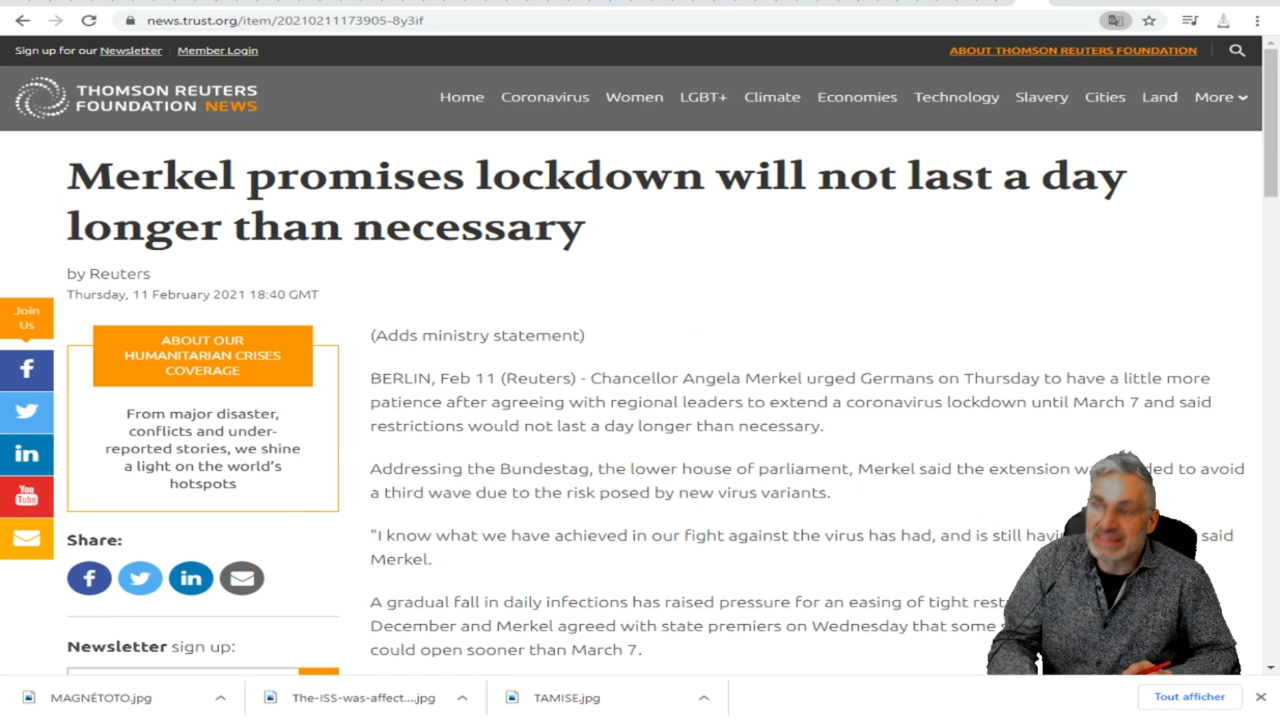 news.trust.org/item/20210211173905-8y3if
Sign up for our Newsletter Member Login
ABOUT THOMSON REUTERS FOUNDATION
THOMSON REUTERS
FOUNDATION NEWS
Home Coronavirus Women LGBT+ Climate Economies Technology Slavery Cities Land More
Merkel promises lockdown will not last a day
longer than necessary
by Reuters
Thursday, 11 February 2021 18:40 GMT
Join
Us
ABOUT OUR
HUMANITARIAN CRISES
COVERAGE
From major disaster,
conflicts and under-
reported stories, we shine
a light on the world's
hotspots
You
Tube
Share:
Newsletter sign up:
(Adds ministry statement)
BERLIN, Feb 11 (Reuters) - Chancellor Angela Merkel urged Germans on Thursday to have a little more
patience after agreeing with regional leaders to extend a coronavirus lockdown until March 7 and said
restrictions would not last a day longer than necessary.
Addressing the Bundestag, the lower house of parliament, Merkel said the extension to avoid
a third wave due to the risk posed by new virus variants.
"I know what we have achieved in our fight against the virus has had, and is still said
Merkel.
A gradual fall in daily infections has raised pressure for an easing of tight
December and Merkel agreed with state premiers on Wednesday that some
could open sooner than March 7.
MAGNÉTOTO.jpg
The-ISS-was-affect....jpg
TAMISE.jpg
Tout afficher